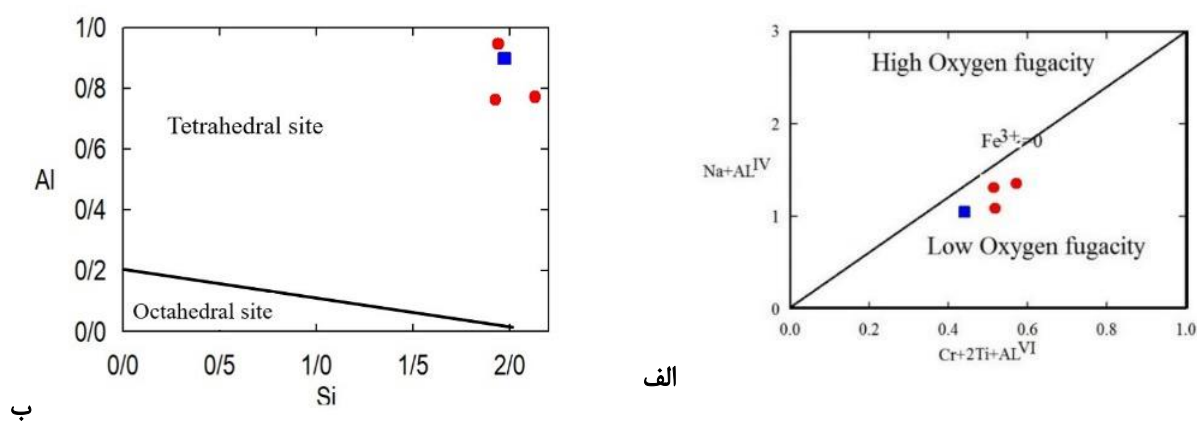 1/0
0/8
0/6
0/4
0/2
0/0
Al
Tetrahedral site
Octahedral site
0/0 0/5 1/0 1/5 2/0
Si
ب
3
2
1
0
Na+AL^IV
High Oxygen fugacity
Fe3+=0
Low Oxygen fugacity
0.0 0.2 0.4 0.6 0.8 1.0
Cr+2Ti+AL^VI
الف